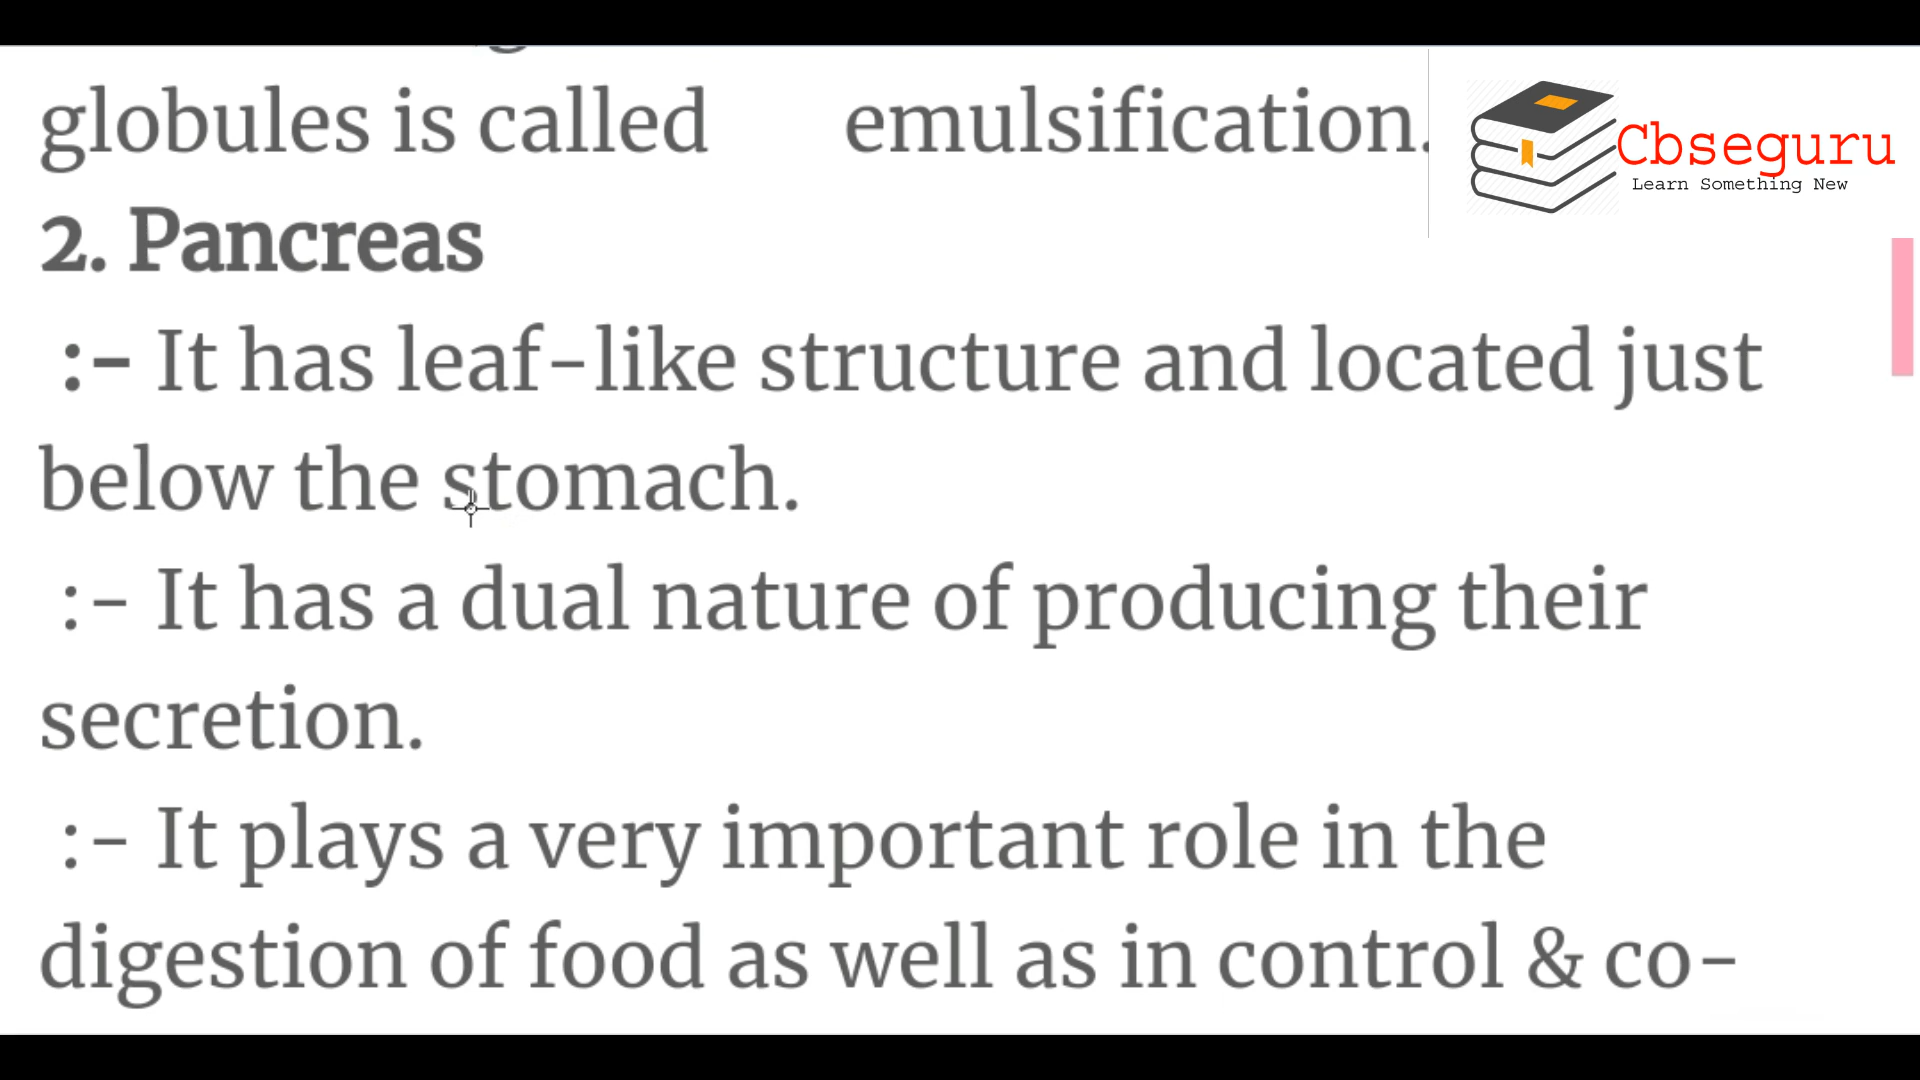 globules is called emulsification.
Cbseguru
Learn Something New
2. Pancreas
:- It has leaf-like structure and located just
below the stomach.
:- It has a dual nature of producing their
secretion.
:- It plays a very important role in the
digestion of food as well as in control & co-